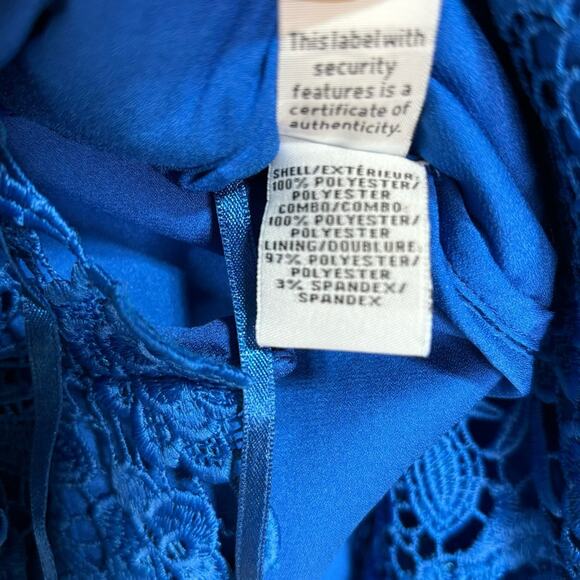 This label with
security
features is a
certificate of
authenticity.
SHELL/EXTÉRIEUR:
100% POLYESTER/
POLYESTER
COMBO/COMBO:
100% POLYESTER/
POLYESTER
LINING/DOUBLURE:
97% POLYESTER/
POLYESTER
3% SPANDEX/
SPANDEX